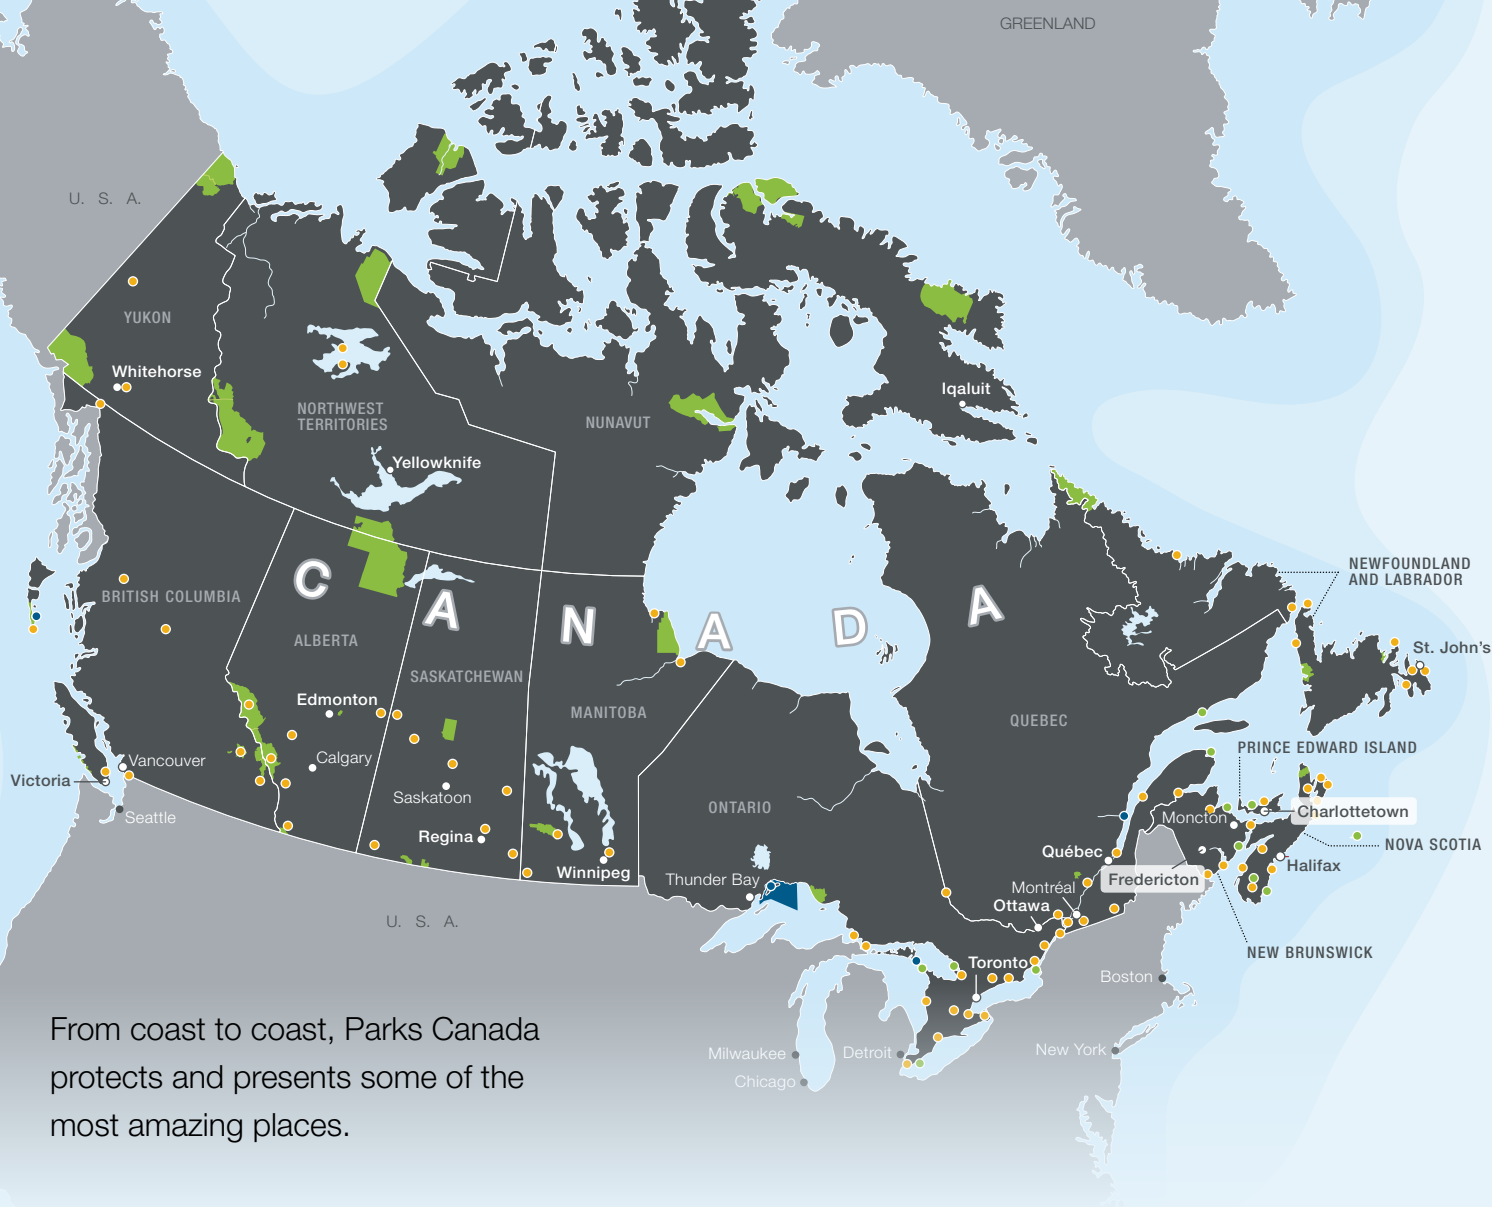 GREENLAND
U. S. A.
YUKON
Whitehorse
NORTHWEST
TERRITORIES
NUNAVUT
Iqaluit
Yellowknife
C A N A D A
BRITISH COLUMBIA
ALBERTA
SASKATCHEWAN
MANITOBA
ONTARIO
QUEBEC
NEWFOUNDLAND
AND LABRADOR
St. John's
Edmonton
Calgary
Vancouver
Victoria
Seattle
Saskatoon
Regina
Winnipeg
Thunder Bay
PRINCE EDWARD ISLAND
Charlottetown
Moncton
NOVA SCOTIA
Halifax
Québec
Fredericton
Montréal
Ottawa
NEW BRUNSWICK
Toronto
U. S. A.
Boston
New York
Milwaukee
Detroit
Chicago
From coast to coast, Parks Canada
protects and presents some of the
most amazing places.